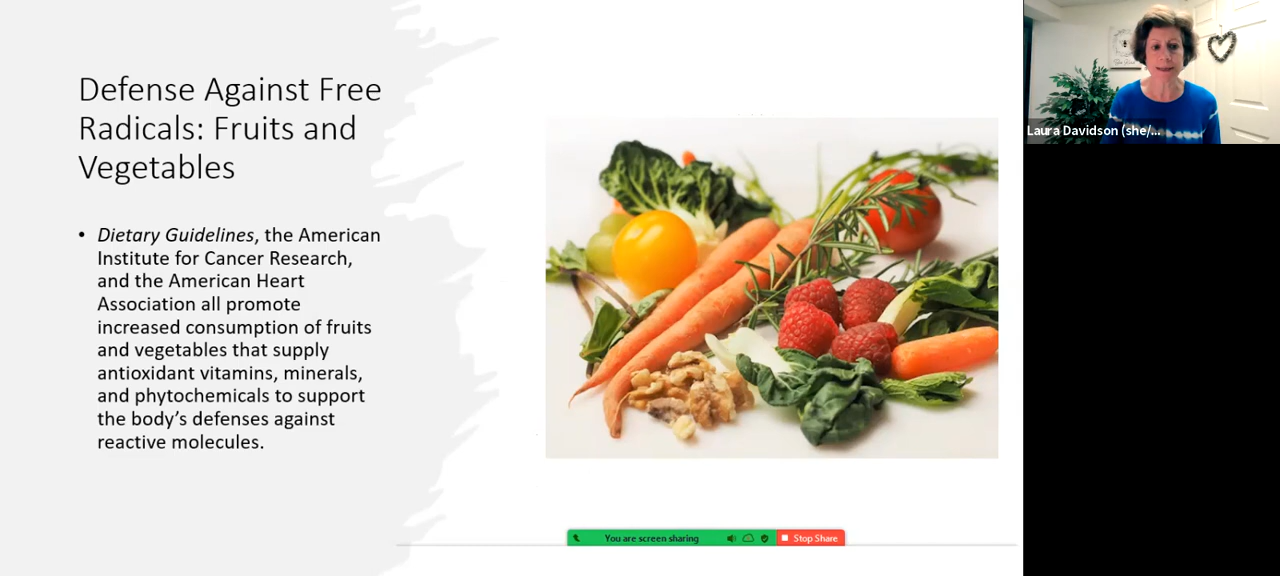 Defense Against Free
Radicals: Fruits and
Vegetables
• Dietary Guidelines, the American
Institute for Cancer Research,
and the American Heart
Association all promote
increased consumption of fruits
and vegetables that supply
antioxidant vitamins, minerals,
and phytochemicals to support
the body’s defenses against
reactive molecules.
Laura Davidson (she/...
You are screen sharing
Stop Share